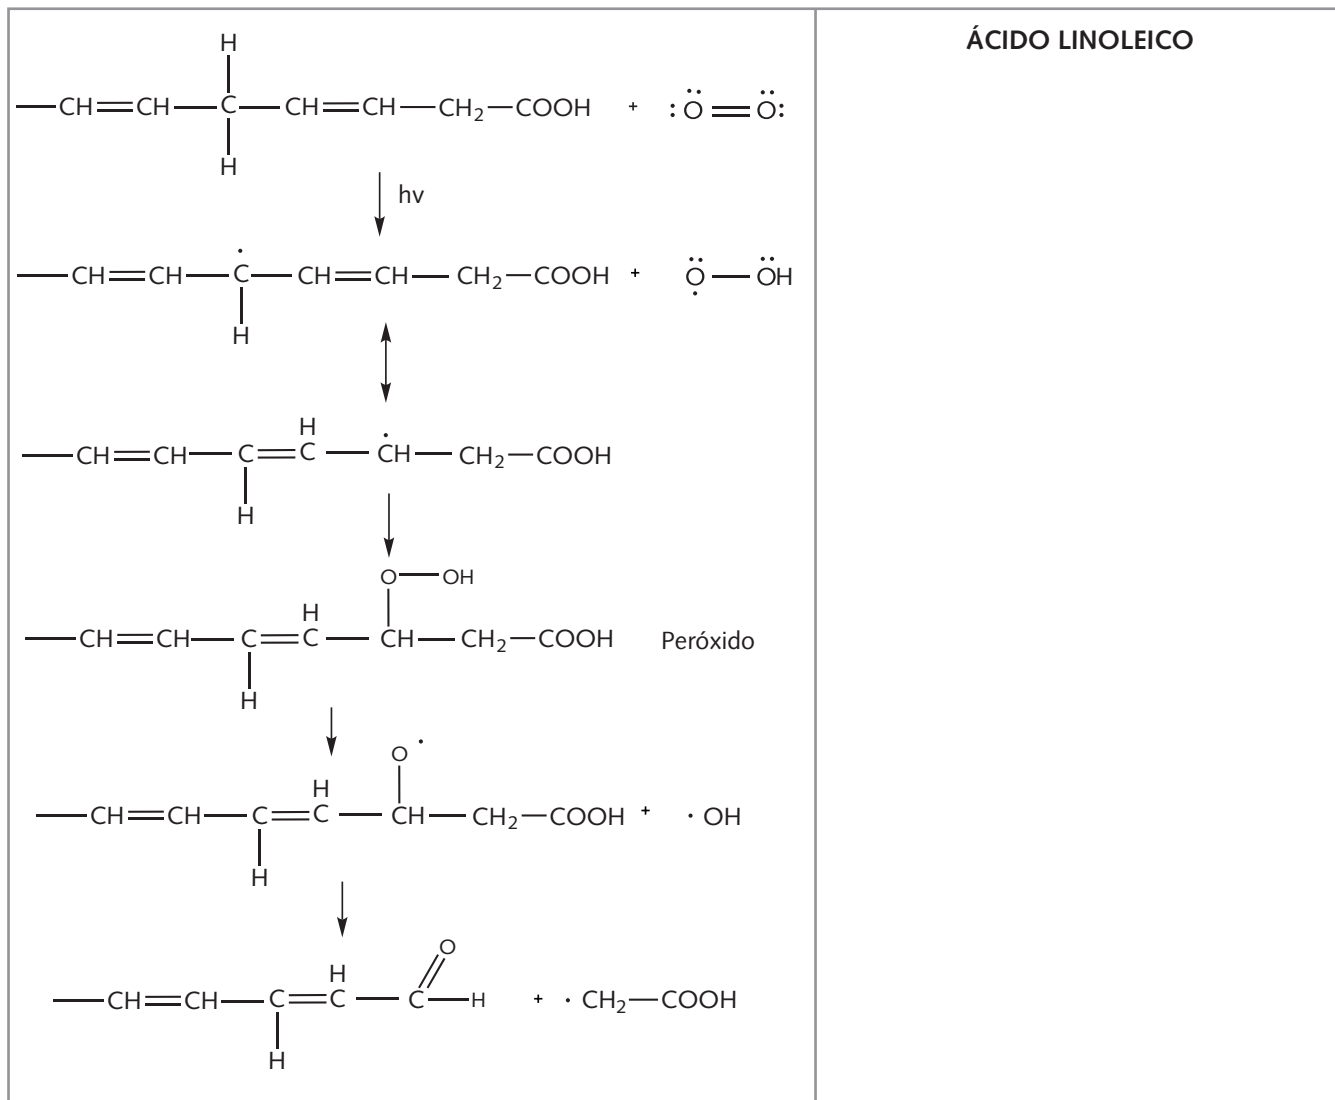 ÁCIDO LINOLEICO
H
CH CH C CH CH CH2 COOH + :O O:
H
hv
CH CH C CH CH CH2 COOH + O OH
H
H
CH CH C C CH CH2 COOH
H
O OH
H
CH CH C C CH CH2 COOH Peróxido
H
O
H
CH CH C C CH CH2 COOH + · OH
H
O
H
CH CH C C H + · CH2 COOH
H